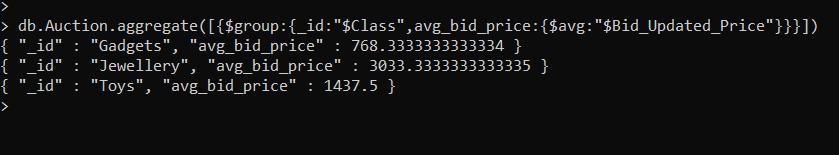 >
> db.Auction.aggregate([{$group:{_id:"$Class",avg_bid_price:{$avg:"$Bid_Updated_Price"}}}])
{ "_id" : "Gadgets", "avg_bid_price" : 768.3333333333334 }
{ "_id" : "Jewellery", "avg_bid_price" : 3033.3333333333335 }
{ "_id" : "Toys", "avg_bid_price" : 1437.5 }
>